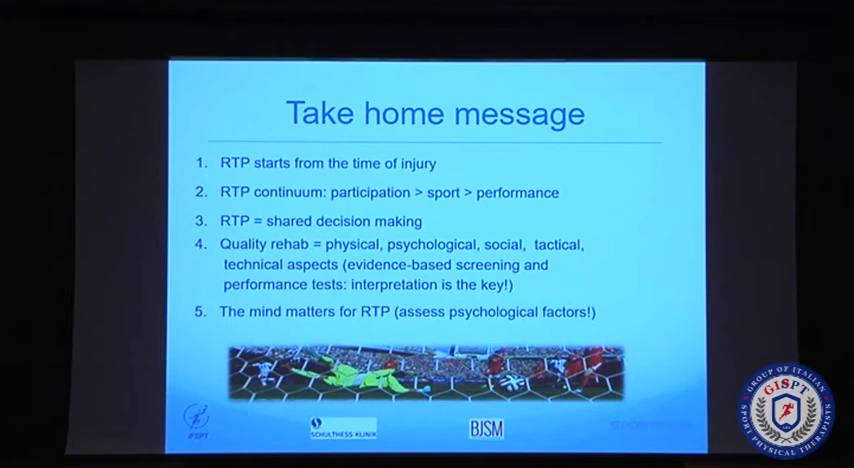 Take home message
1. RTP starts from the time of injury
2. RTP continuum: participation > sport > performance
3. RTP = shared decision making
4. Quality rehab = physical, psychological, social, tactical,
technical aspects (evidence-based screening and
performance tests: interpretation is the key!)
5. The mind matters for RTP (assess psychological factors!)
IFSPT
SCHULTHESS KLINIK
BJSM
GROUP OF ITALIAN
GISPT
SPORT PHYSICAL THERAPISTS